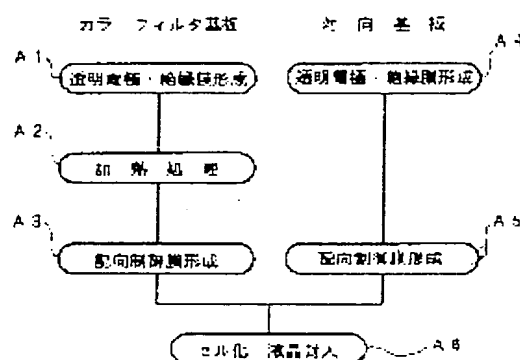 カラーフィルタ基板 対向基板
A1 透明電極・絶縁膜形成 透明電極・絶縁膜形成 A4
A2 加熱処理
A3 配向制御膜形成 配向制御膜形成 A5
セル化 液晶封入 A6